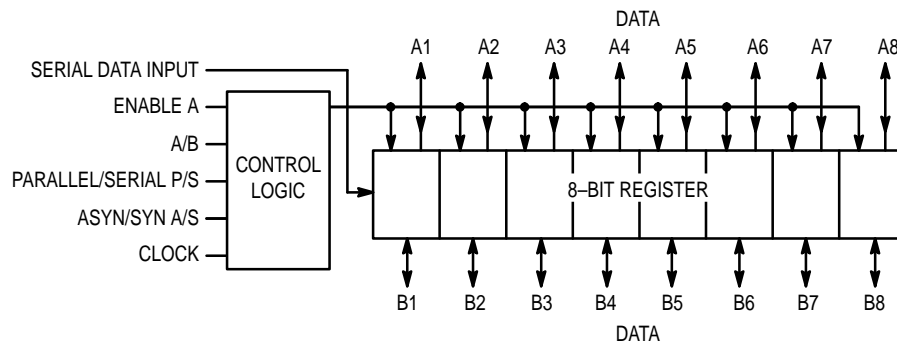 DATA
A1 A2 A3 A4 A5 A6 A7 A8
SERIAL DATA INPUT
ENABLE A
A/B
PARALLEL/SERIAL P/S
ASYN/SYN A/S
CLOCK
CONTROL
LOGIC
8–BIT REGISTER
B1 B2 B3 B4 B5 B6 B7 B8
DATA